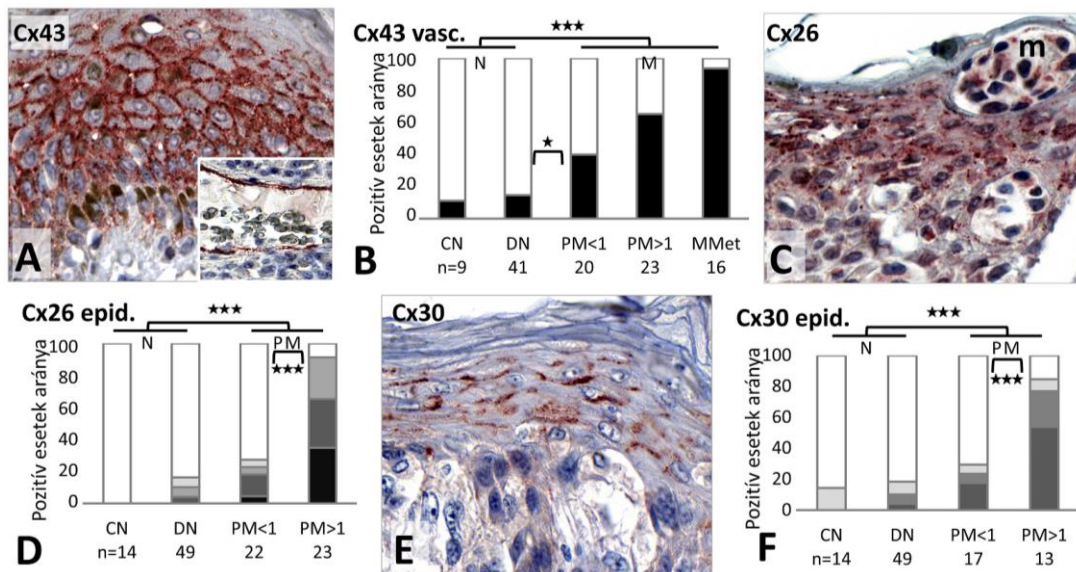 Cx43
A
Cx43 vasc.
★★★
N
M
★
Pozitív esetek aránya
100
80
60
40
20
0
CN
DN
PM<1
PM>1
MMet
n=9
41
20
23
16
B
Cx26
m
C
Cx26 epid.
★★★
N
PM
★★★
Pozitív esetek aránya
100
80
60
40
20
0
CN
DN
PM<1
PM>1
n=14
49
22
23
D
Cx30
E
Cx30 epid.
★★★
N
PM
★★★
Pozitív esetek aránya
100
80
60
40
20
0
CN
DN
PM<1
PM>1
n=14
49
17
13
F